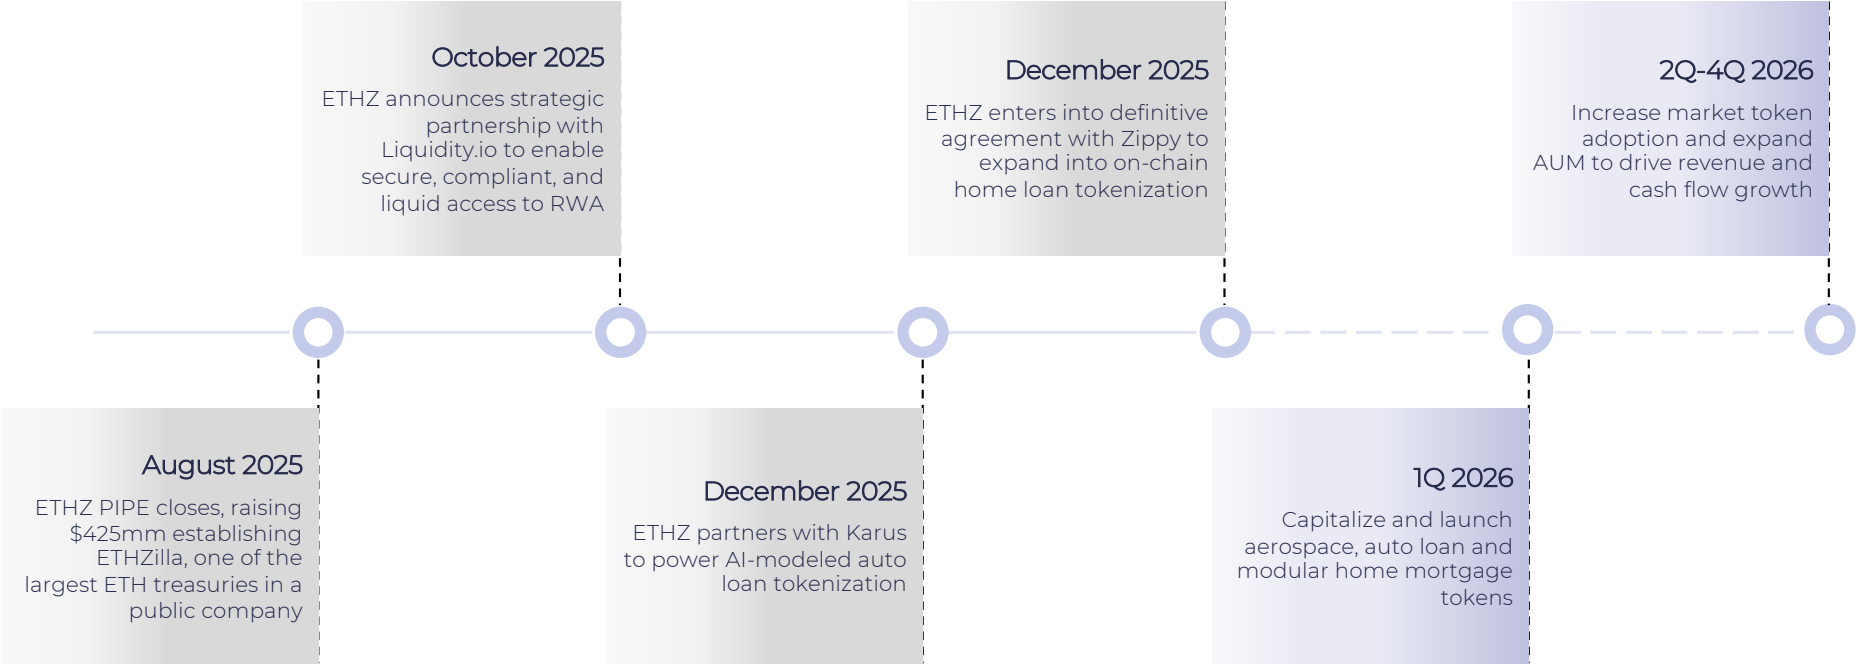 August 2025
ETHZ PIPE closes, raising
$425mm establishing
ETHZilla, one of the
largest ETH treasuries in a
public company
October 2025
ETHZ announces strategic
partnership with
Liquidity.io to enable
secure, compliant, and
liquid access to RWA
December 2025
ETHZ partners with Karus
to power AI-modeled auto
loan tokenization
December 2025
ETHZ enters into definitive
agreement with Zippy to
expand into on-chain
home loan tokenization
1Q 2026
Capitalize and launch
aerospace, auto loan and
modular home mortgage
tokens
2Q-4Q 2026
Increase market token
adoption and expand
AUM to drive revenue and
cash flow growth